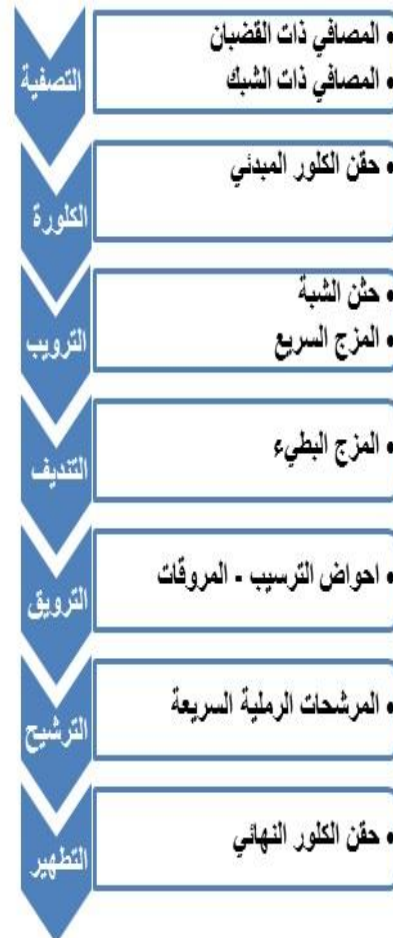 التصفية
• المصافي ذات القضبان
• المصافي ذات الشبك
الكلورة
• حقن الكلور المبدئي
الترويب
• حثن الشبة
• المزج السريع
التنديف
• المزج البطيء
الترويق
• احواض الترسيب - المروقات
الترشيح
• المرشحات الرملية السريعة
التطهير
• حقن الكلور النهائي